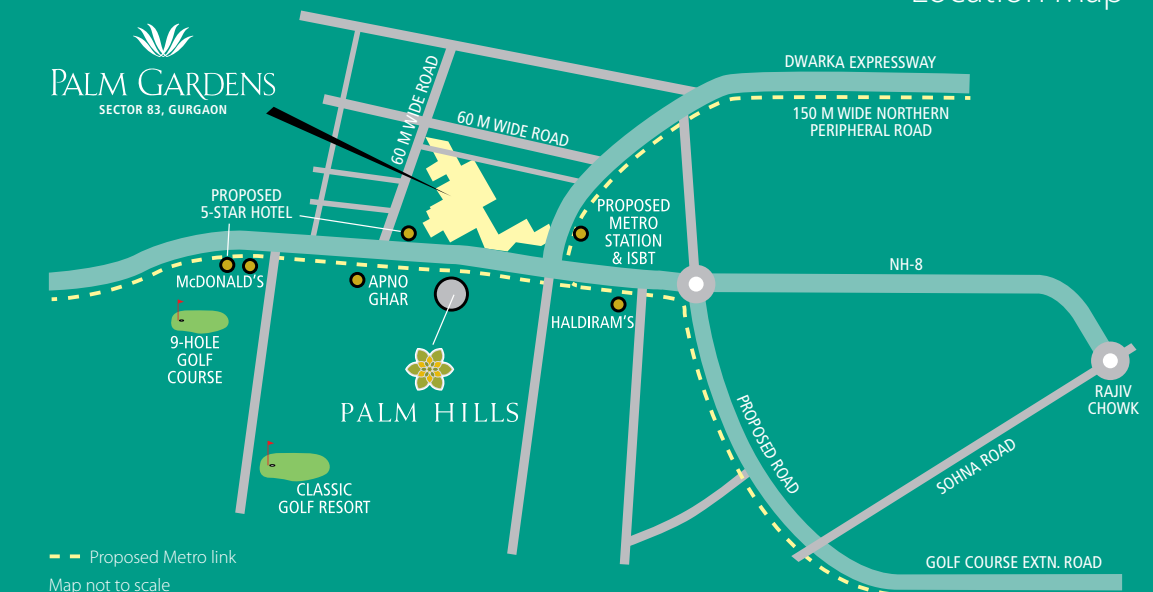 Location Map
PALM GARDENS
SECTOR 83, GURGAON
60 M WIDE ROAD
60 M WIDE ROAD
DWARKA EXPRESSWAY
150 M WIDE NORTHERN
PERIPHERAL ROAD
PROPOSED
5-STAR HOTEL
PROPOSED
METRO
STATION
& ISBT
McDONALD'S
APNO
GHAR
HALDIRAM'S
NH-8
9-HOLE
GOLF
COURSE
PALM HILLS
RAJIV
CHOWK
PROPOSED ROAD
SOHNA ROAD
CLASSIC
GOLF RESORT
GOLF COURSE EXTN. ROAD
Proposed Metro link
Map not to scale